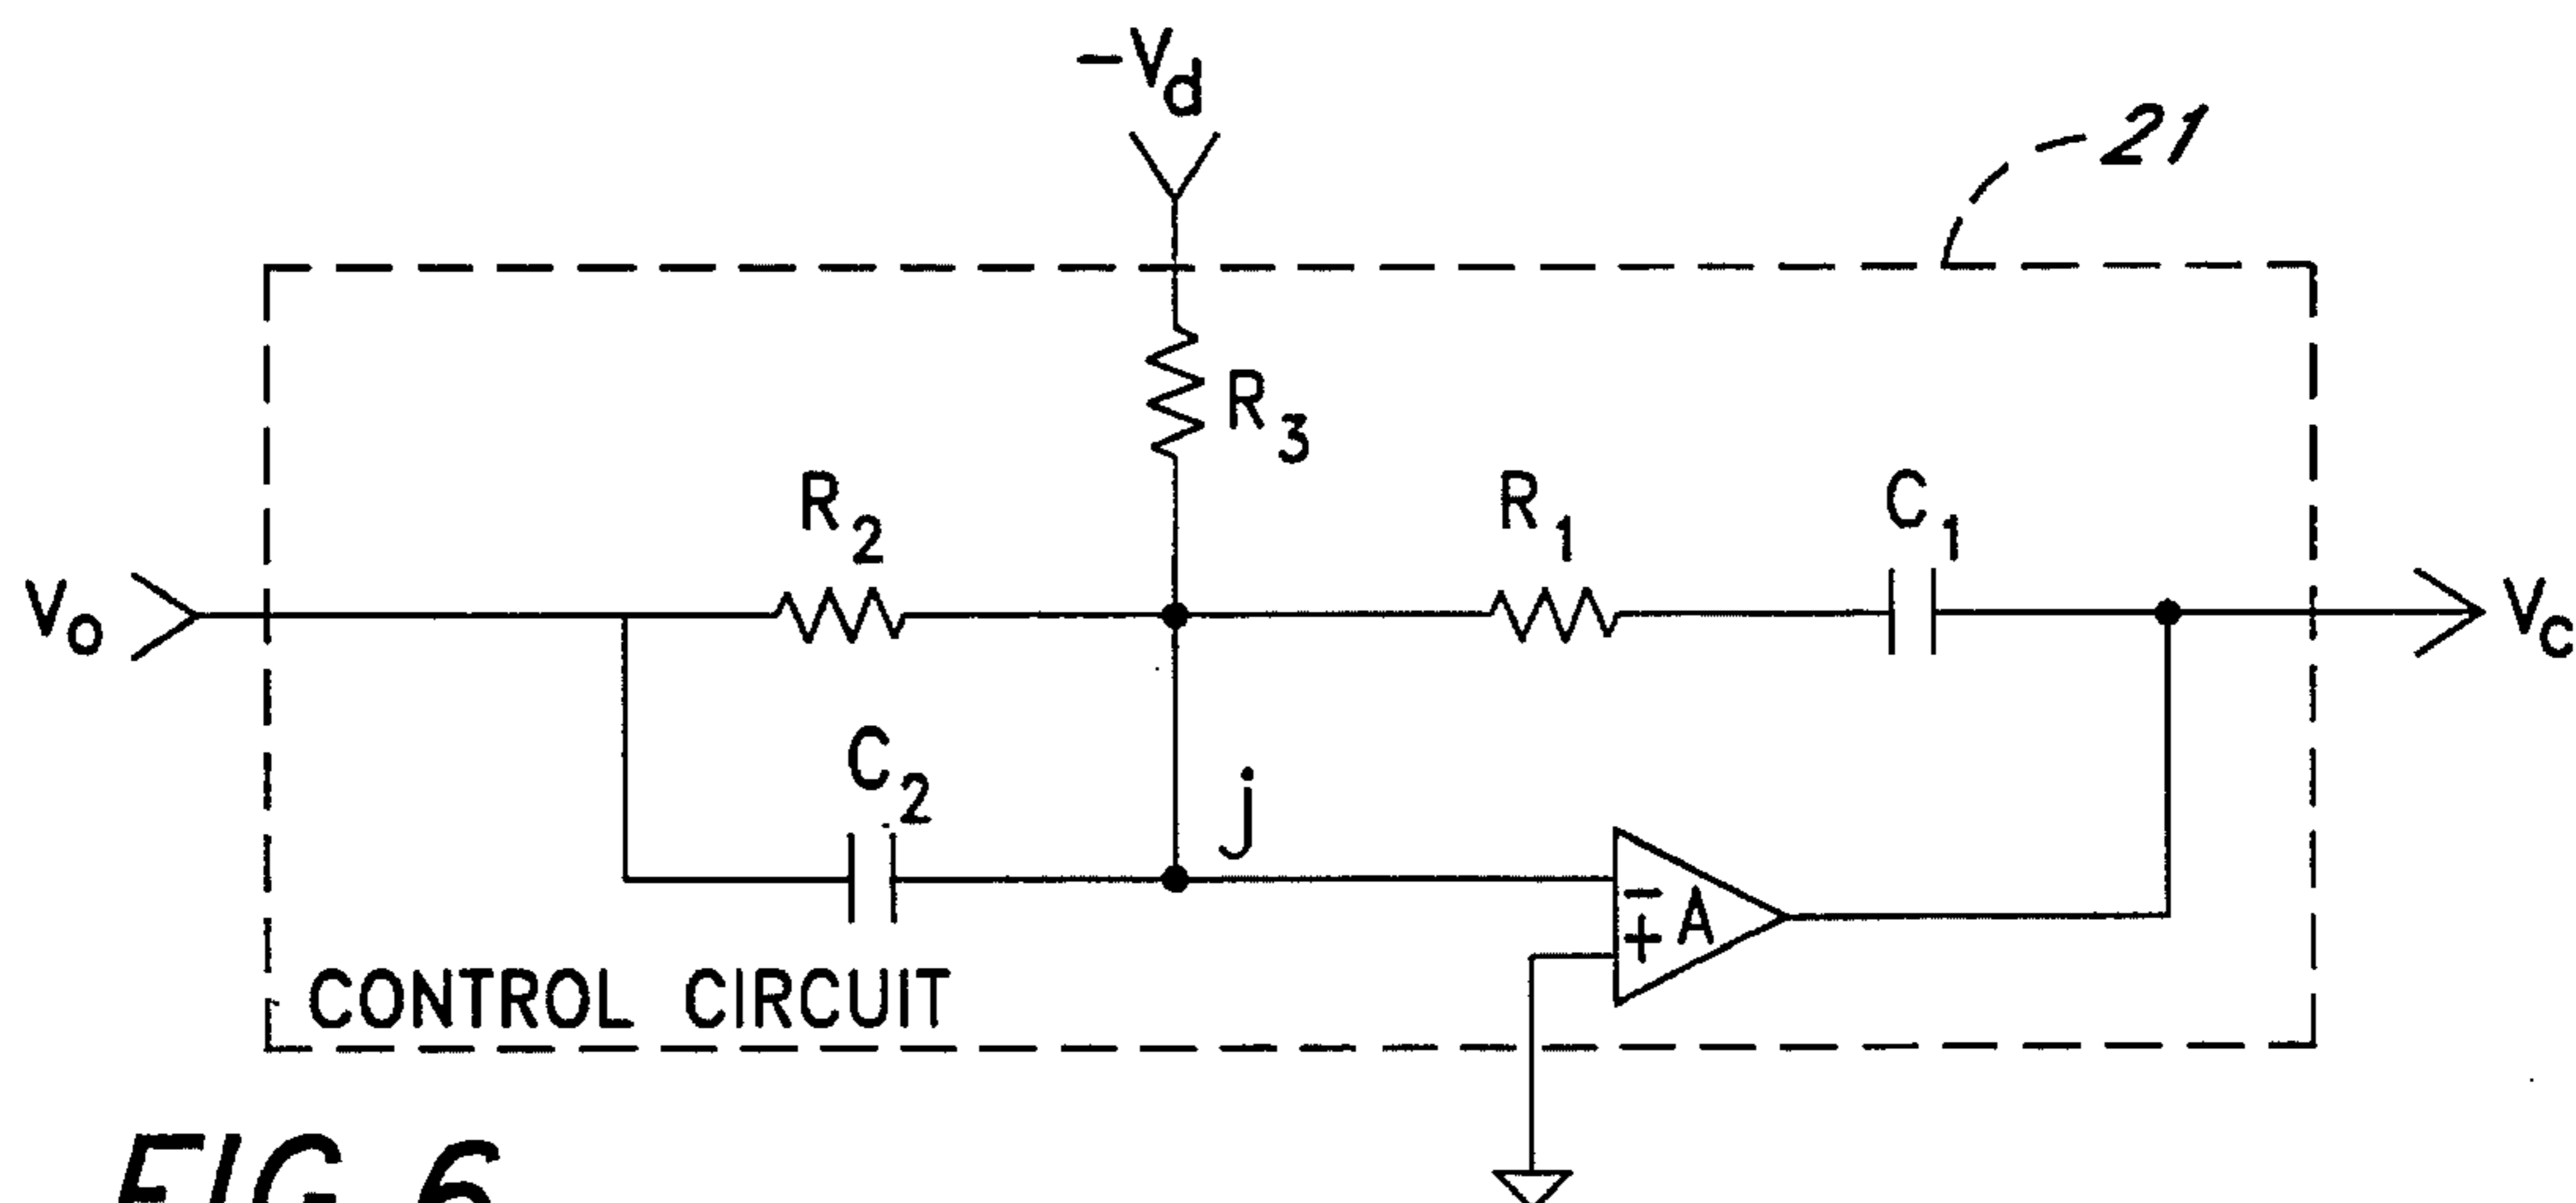 -Vd
21
R3
R2
R1
C1
Vo
Vc
C2
j
- A
+
CONTROL CIRCUIT
FIG. 6